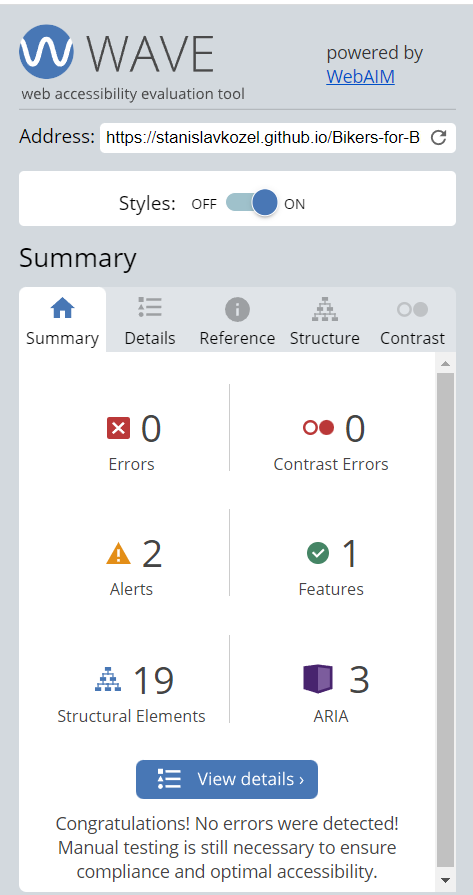 WAVE
web accessibility evaluation tool
powered by
WebAIM
Address: https://stanislavkozel.github.io/Bikers-for-B
Styles: OFF ON
Summary
Summary Details Reference Structure Contrast
0 0
Errors Contrast Errors
2 1
Alerts Features
19 3
Structural Elements ARIA
View details ›
Congratulations! No errors were detected!
Manual testing is still necessary to ensure
compliance and optimal accessibility.